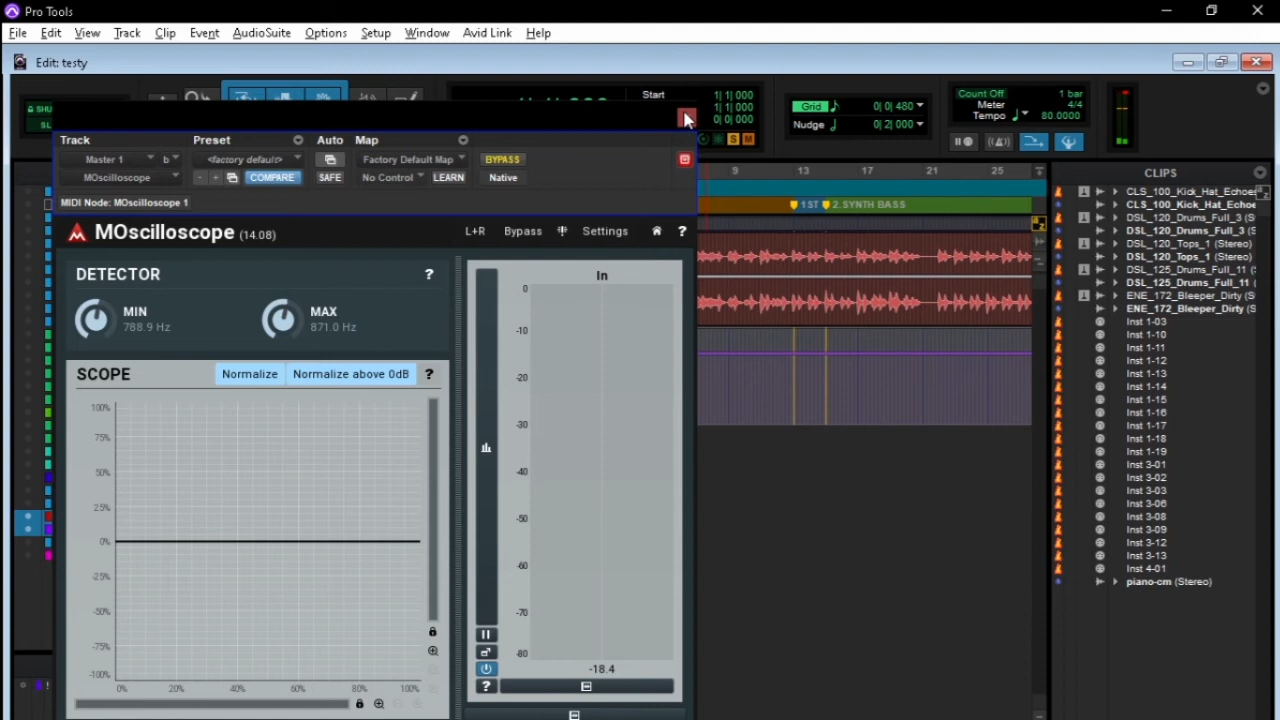 Pro Tools
File Edit View Track Clip Event AudioSuite Options Setup Window Avid Link Help
Edit: testy
SHU
SL
Start
1| 1| 000
1| 1| 000
0| 0| 000
Grid
0| 0| 480
Nudge
0| 2| 000
S M
Count Off 1 bar
Meter 4/4
Tempo 80.0000
Track Preset Auto Map
Master 1 b <factory default> Factory Default Map BYPASS
MOscilloscope - + COMPARE SAFE No Control LEARN Native
MIDI Node: MOscilloscope 1
MOscilloscope (14.08) L+R Bypass Settings ?
DETECTOR ?
MIN
788.9 Hz
MAX
871.0 Hz
SCOPE Normalize Normalize above 0dB ?
100%
75%
50%
25%
0%
-25%
-50%
-75%
-100%
0% 20% 40% 60% 80% 100%
In
0
-10
-20
-30
-40
-50
-60
-70
-80
-18.4
?
9 13 17 21 25
1ST 2.SYNTH BASS
CLIPS
CLS_100_Kick_Hat_Echoes
CLS_100_Kick_Hat_Echoe
DSL_120_Drums_Full_3 (S
DSL_120_Drums_Full_3 (
DSL_120_Tops_1 (Stereo)
DSL_120_Tops_1 (Stereo)
DSL_125_Drums_Full_11 (
DSL_125_Drums_Full_11
ENE_172_Bleeper_Dirty (S
ENE_172_Bleeper_Dirty (S
Inst 1-03
Inst 1-10
Inst 1-11
Inst 1-12
Inst 1-13
Inst 1-14
Inst 1-15
Inst 1-16
Inst 1-17
Inst 1-18
Inst 1-19
Inst 3-01
Inst 3-02
Inst 3-03
Inst 3-06
Inst 3-08
Inst 3-09
Inst 3-12
Inst 3-13
Inst 4-01
piano-cm (Stereo)